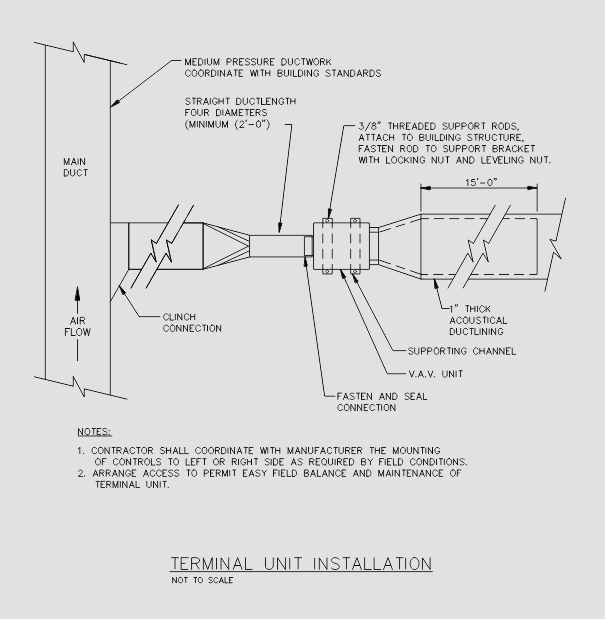 MEDIUM PRESSURE DUCTWORK
COORDINATE WITH BUILDING STANDARDS
STRAIGHT DUCTLENGTH
FOUR DIAMETERS
(MINIMUM (2'-0")
3/8" THREADED SUPPORT RODS,
ATTACH TO BUILDING STRUCTURE,
FASTEN ROD TO SUPPORT BRACKET
WITH LOCKING NUT AND LEVELING NUT.
MAIN
DUCT
15'-0"
AIR
FLOW
CLINCH
CONNECTION
1" THICK
ACOUSTICAL
DUCTLINING
SUPPORTING CHANNEL
V.A.V. UNIT
FASTEN AND SEAL
CONNECTION
NOTES:
1. CONTRACTOR SHALL COORDINATE WITH MANUFACTURER THE MOUNTING
OF CONTROLS TO LEFT OR RIGHT SIDE AS REQUIRED BY FIELD CONDITIONS.
2. ARRANGE ACCESS TO PERMIT EASY FIELD BALANCE AND MAINTENANCE OF
TERMINAL UNIT.
TERMINAL UNIT INSTALLATION
NOT TO SCALE